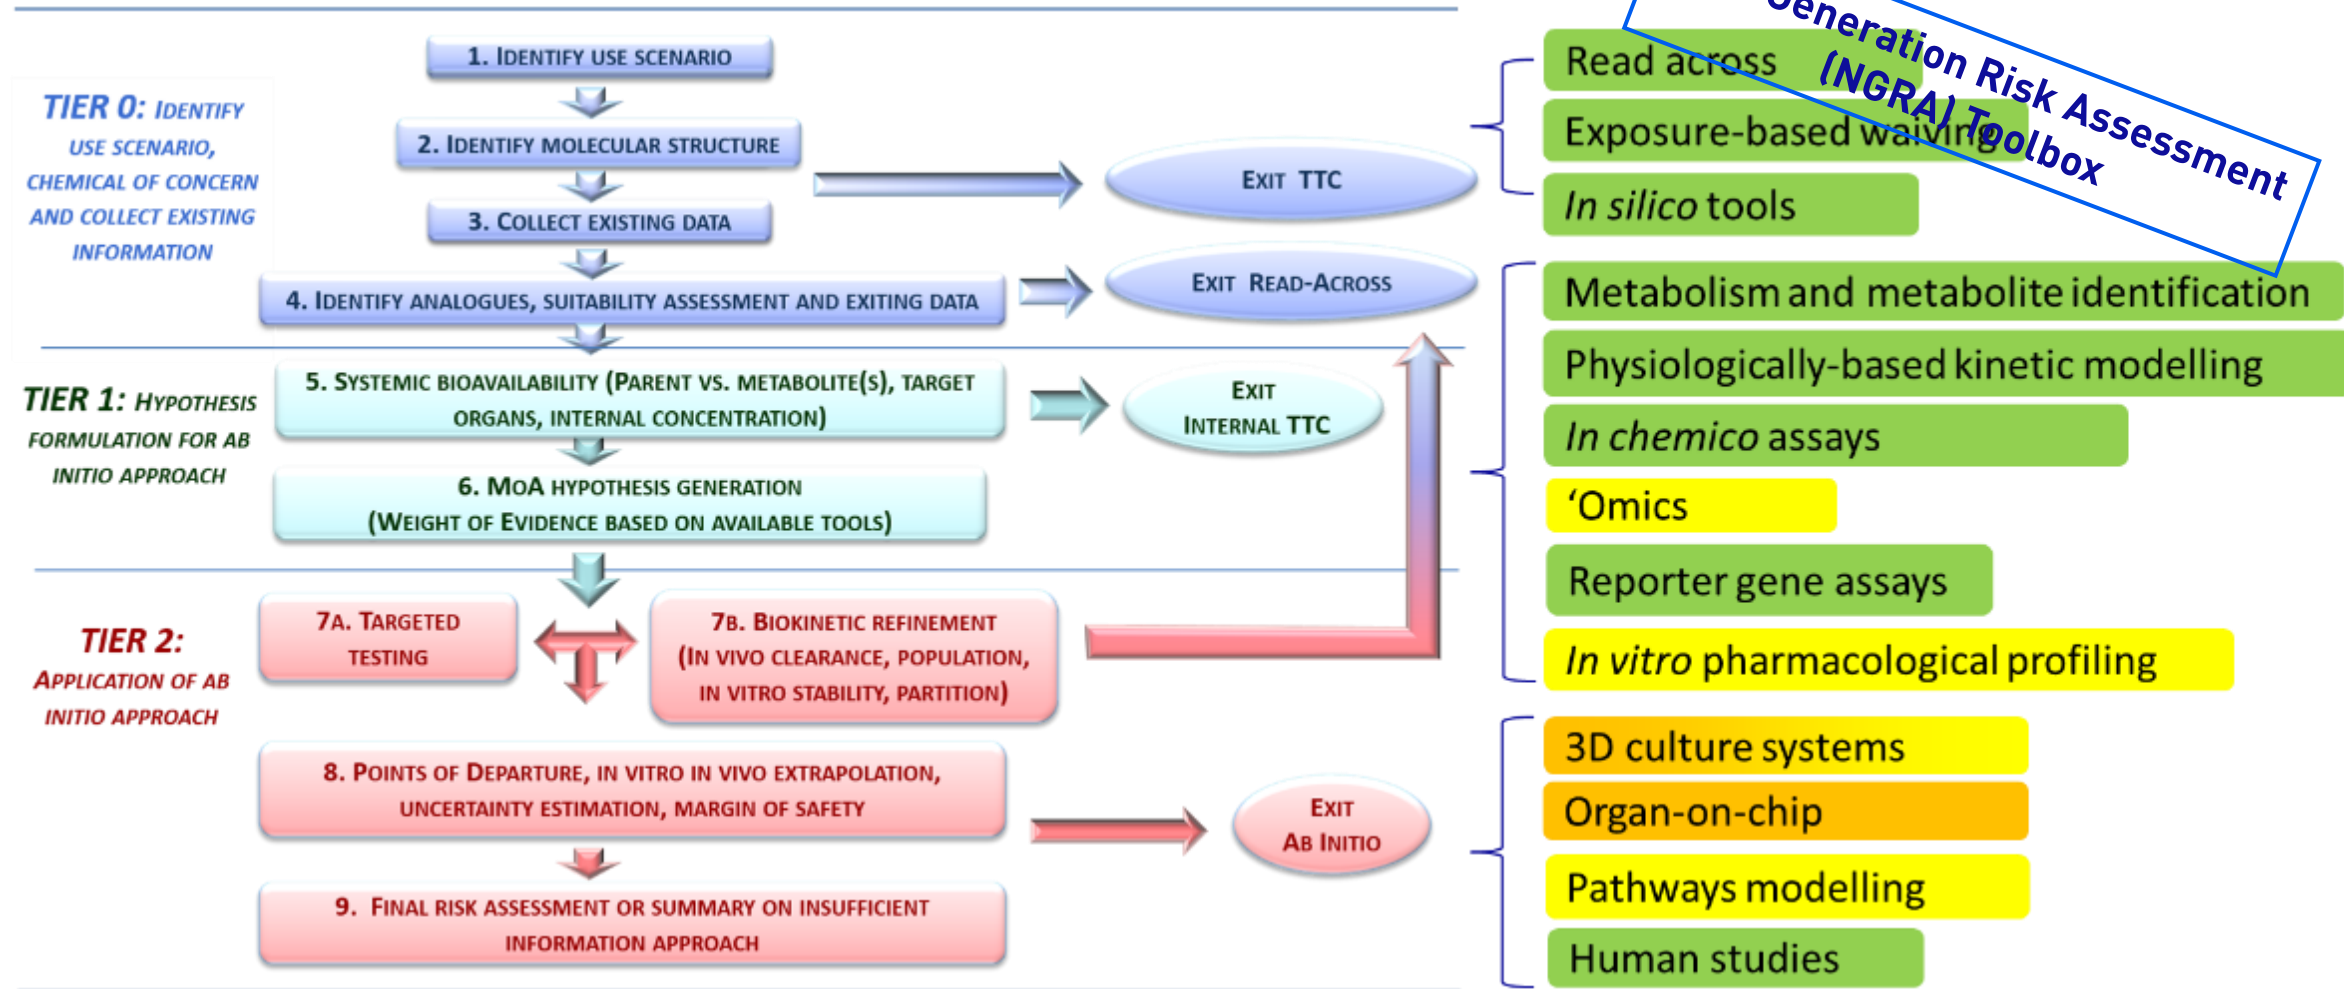 TIER 0: IDENTIFY
USE SCENARIO,
CHEMICAL OF CONCERN
AND COLLECT EXISTING
INFORMATION
1. IDENTIFY USE SCENARIO
2. IDENTIFY MOLECULAR STRUCTURE
3. COLLECT EXISTING DATA
4. IDENTIFY ANALOGUES, SUITABILITY ASSESSMENT AND EXITING DATA
EXIT TTC
EXIT READ-ACROSS
TIER 1: HYPOTHESIS
FORMULATION FOR AB
INITIO APPROACH
5. SYSTEMIC BIOAVAILABILITY (PARENT VS. METABOLITE(S), TARGET
ORGANS, INTERNAL CONCENTRATION)
6. MOA HYPOTHESIS GENERATION
(WEIGHT OF EVIDENCE BASED ON AVAILABLE TOOLS)
EXIT
INTERNAL TTC
TIER 2:
APPLICATION OF AB
INITIO APPROACH
7A. TARGETED
TESTING
7B. BIOKINETIC REFINEMENT
(IN VIVO CLEARANCE, POPULATION,
IN VITRO STABILITY, PARTITION)
8. POINTS OF DEPARTURE, IN VITRO IN VIVO EXTRAPOLATION,
UNCERTAINTY ESTIMATION, MARGIN OF SAFETY
9. FINAL RISK ASSESSMENT OR SUMMARY ON INSUFFICIENT
INFORMATION APPROACH
EXIT
AB INITIO
Generation Risk Assessment
(NGRA) Toolbox
Read across
Exposure-based waiving
In silico tools
Metabolism and metabolite identification
Physiologically-based kinetic modelling
In chemico assays
‘Omics
Reporter gene assays
In vitro pharmacological profiling
3D culture systems
Organ-on-chip
Pathways modelling
Human studies